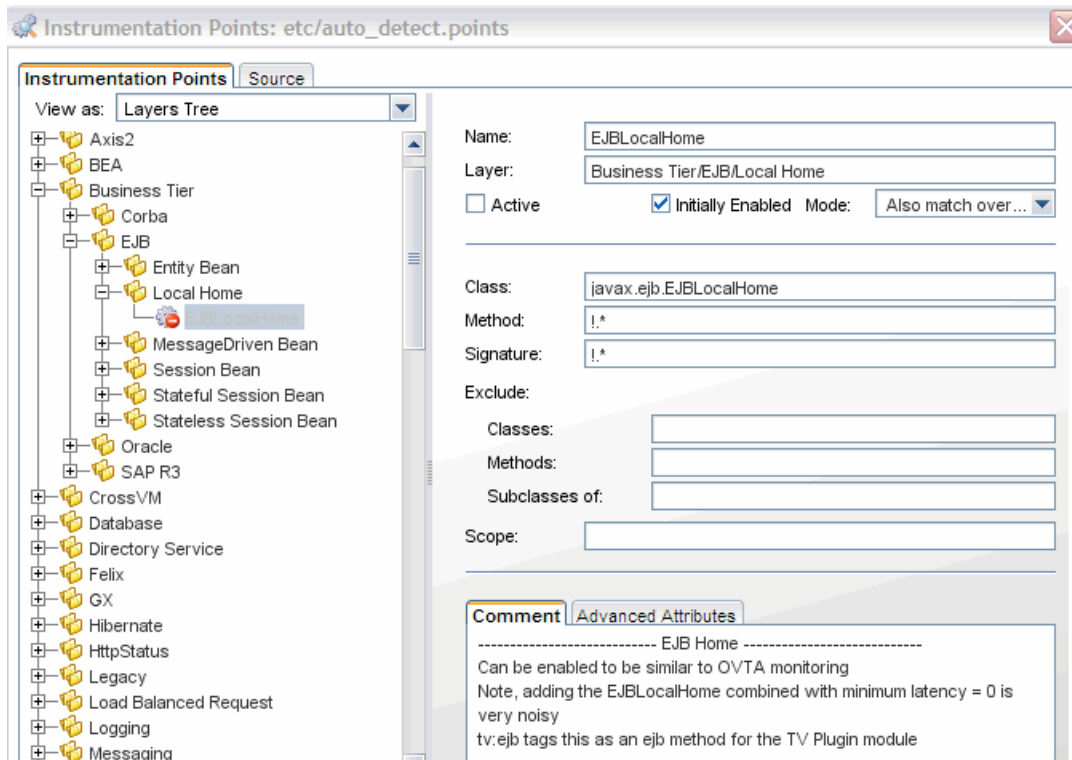 Instrumentation Points: etc/auto_detect.points
Instrumentation Points Source
View as: Layers Tree
Axis2
BEA
Business Tier
Corba
EJB
Entity Bean
Local Home
EJBLocalHome
MessageDriven Bean
Session Bean
Stateful Session Bean
Stateless Session Bean
Oracle
SAP R3
CrossVM
Database
Directory Service
Felix
GX
Hibernate
HttpStatus
Legacy
Load Balanced Request
Logging
Messaging
Name: EJBLocalHome
Layer: Business Tier/EJB/Local Home
Active Initially Enabled Mode: Also match over...
Class: javax.ejb.EJBLocalHome
Method: !.*
Signature: !.*
Exclude:
Classes:
Methods:
Subclasses of:
Scope:
Comment Advanced Attributes
---------------------------- EJB Home ----------------------------
Can be enabled to be similar to OVTA monitoring
Note, adding the EJBLocalHome combined with minimum latency = 0 is
very noisy
tv:ejb tags this as an ejb method for the TV Plugin module